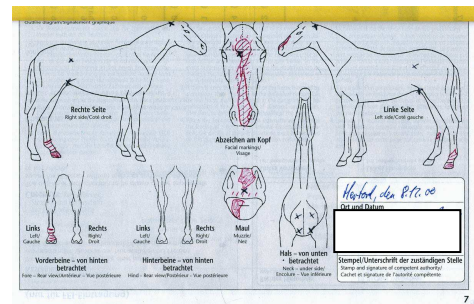 Outline diagram/Signalement graphique
Rechte Seite
Right side/Coté droit
Abzeichen am Kopf
Facial markings/
Visage
Linke Seite
Left side/Coté gauche
Links
Left/
Gauche
Rechts
Right/
Droit
Vorderbeine – von hinten
betrachtet
Fore – Rear view/Antérieur – Vue postérieure
Links
Left/
Gauche
Rechts
Right/
Droit
Hinterbeine – von hinten
betrachtet
Hind – Rear view/Postérieur – Vue postérieure
Maul
Muzzle/
Nez
Hals – von unten
betrachtet
Neck – under side/
Encolure – Vue inférieure
Herford, den 8.12.00
Ort und Datum
Stempel/Unterschrift der zuständigen Stelle
Stamp and signature of competent authority/
Cachet et signature de l'autorité compétente
7